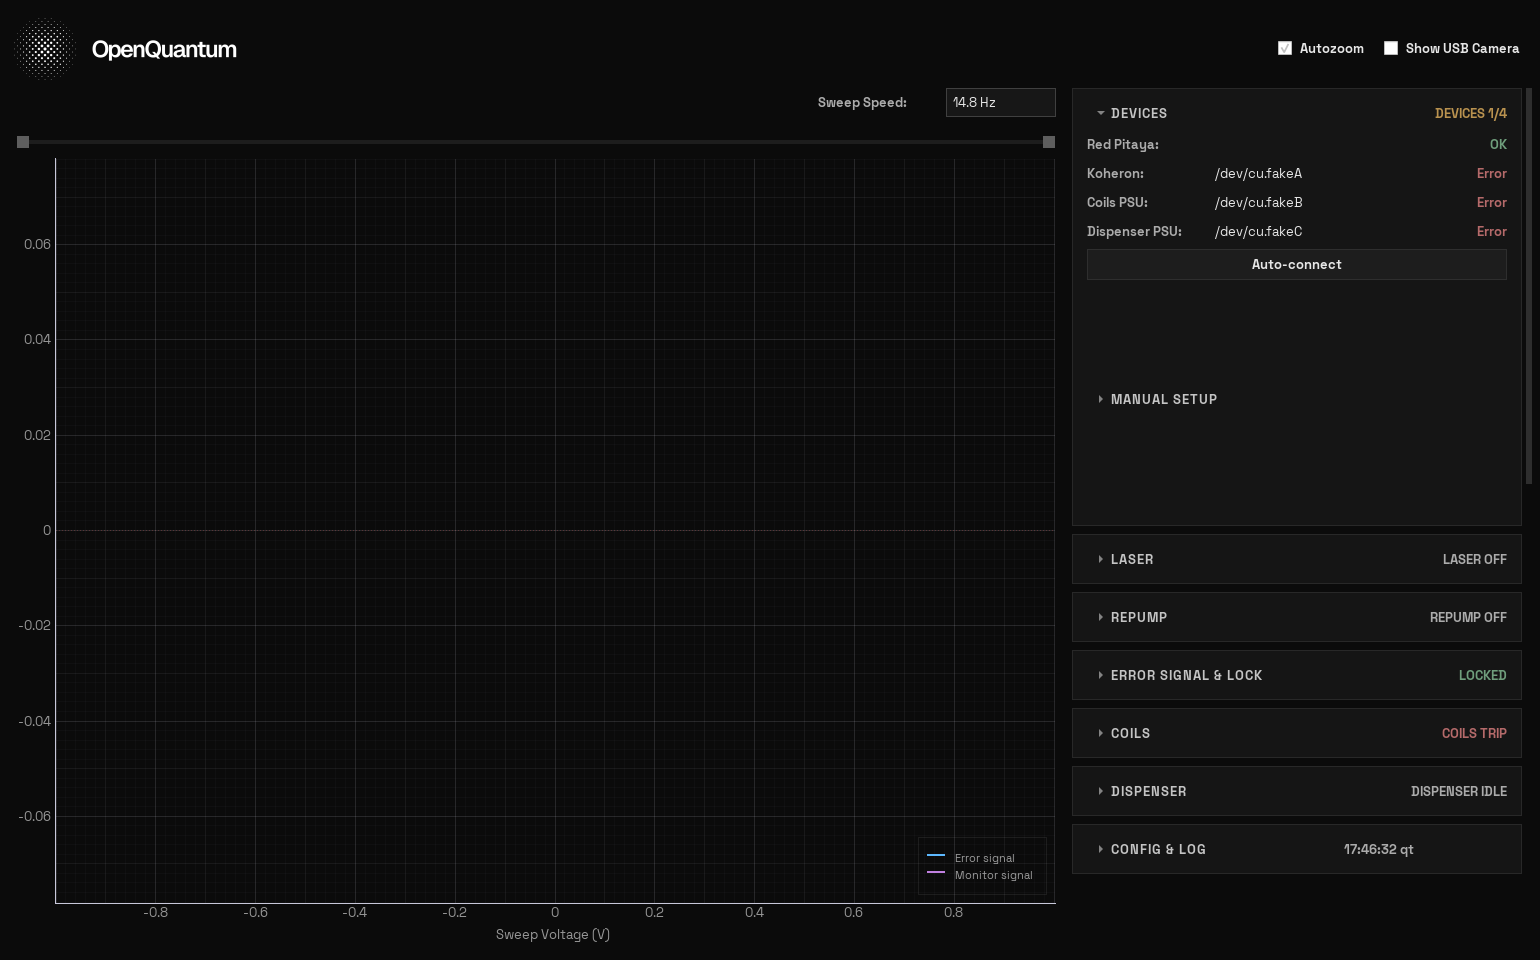 OpenQuantum
Autozoom
Show USB Camera
Sweep Speed:
14.8 Hz
0.06
0.04
0.02
0
-0.02
-0.04
-0.06
-0.8
-0.6
-0.4
-0.2
0
0.2
0.4
0.6
0.8
Sweep Voltage (V)
Error signal
Monitor signal
DEVICES
DEVICES 1/4
Red Pitaya:
OK
Koheron:
/dev/cu.fakeA
Error
Coils PSU:
/dev/cu.fakeB
Error
Dispenser PSU:
/dev/cu.fakeC
Error
Auto-connect
MANUAL SETUP
LASER
LASER OFF
REPUMP
REPUMP OFF
ERROR SIGNAL & LOCK
LOCKED
COILS
COILS TRIP
DISPENSER
DISPENSER IDLE
CONFIG & LOG
17:46:32 qt